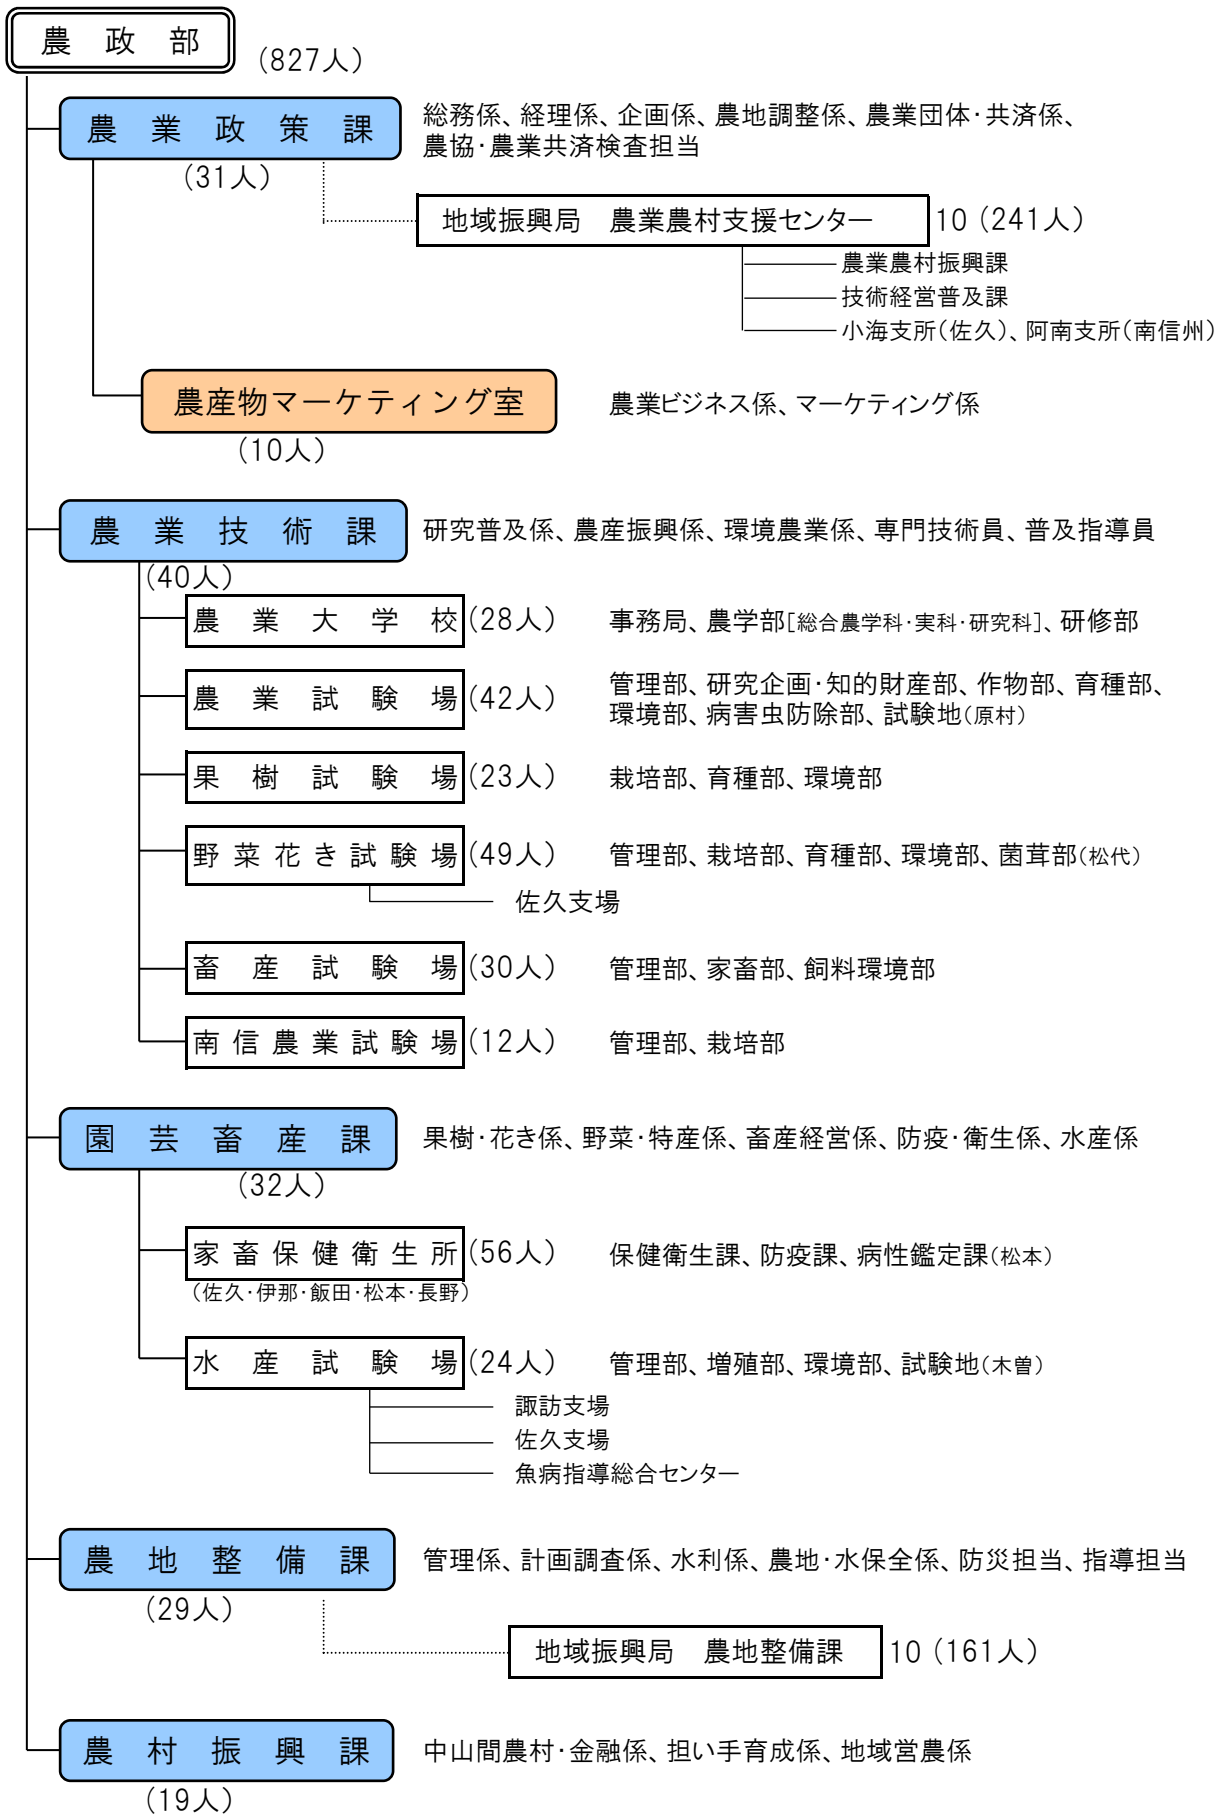 農政部
(827人)
農業政策課
総務係、経理係、企画係、農地調整係、農業団体・共済係、
農協・農業共済検査担当
(31人)
地域振興局　農業農村支援センター
10 (241人)
農業農村振興課
技術経営普及課
小海支所(佐久)、阿南支所(南信州)
農産物マーケティング室
農業ビジネス係、マーケティング係
(10人)
農業技術課
研究普及係、農産振興係、環境農業係、専門技術員、普及指導員
(40人)
農業大学校
(28人)
事務局、農学部[総合農学科・実科・研究科]、研修部
農業試験場
(42人)
管理部、研究企画・知的財産部、作物部、育種部、
環境部、病害虫防除部、試験地(原村)
果樹試験場
(23人)
栽培部、育種部、環境部
野菜花き試験場
(49人)
管理部、栽培部、育種部、環境部、菌茸部(松代)
佐久支場
畜産試験場
(30人)
管理部、家畜部、飼料環境部
南信農業試験場
(12人)
管理部、栽培部
園芸畜産課
果樹・花き係、野菜・特産係、畜産経営係、防疫・衛生係、水産係
(32人)
家畜保健衛生所
(56人)
保健衛生課、防疫課、病性鑑定課(松本)
(佐久・伊那・飯田・松本・長野)
水産試験場
(24人)
管理部、増殖部、環境部、試験地(木曽)
諏訪支場
佐久支場
魚病指導総合センター
農地整備課
管理係、計画調査係、水利係、農地・水保全係、防災担当、指導担当
(29人)
地域振興局　農地整備課
10 (161人)
農村振興課
中山間農村・金融係、担い手育成係、地域営農係
(19人)